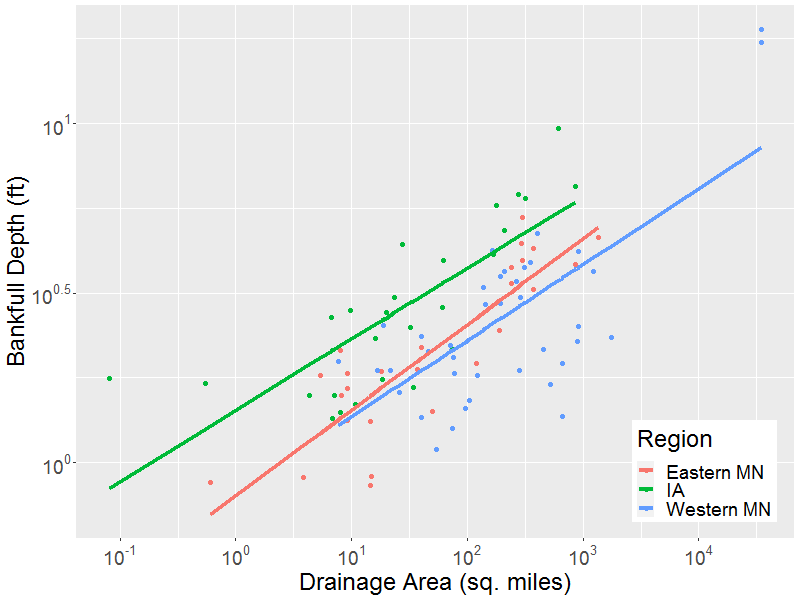 Bankfull Depth (ft)
10^1
10^0.5
10^0
10^-1 10^0 10^1 10^2 10^3 10^4
Drainage Area (sq. miles)
Region
Eastern MN
IA
Western MN